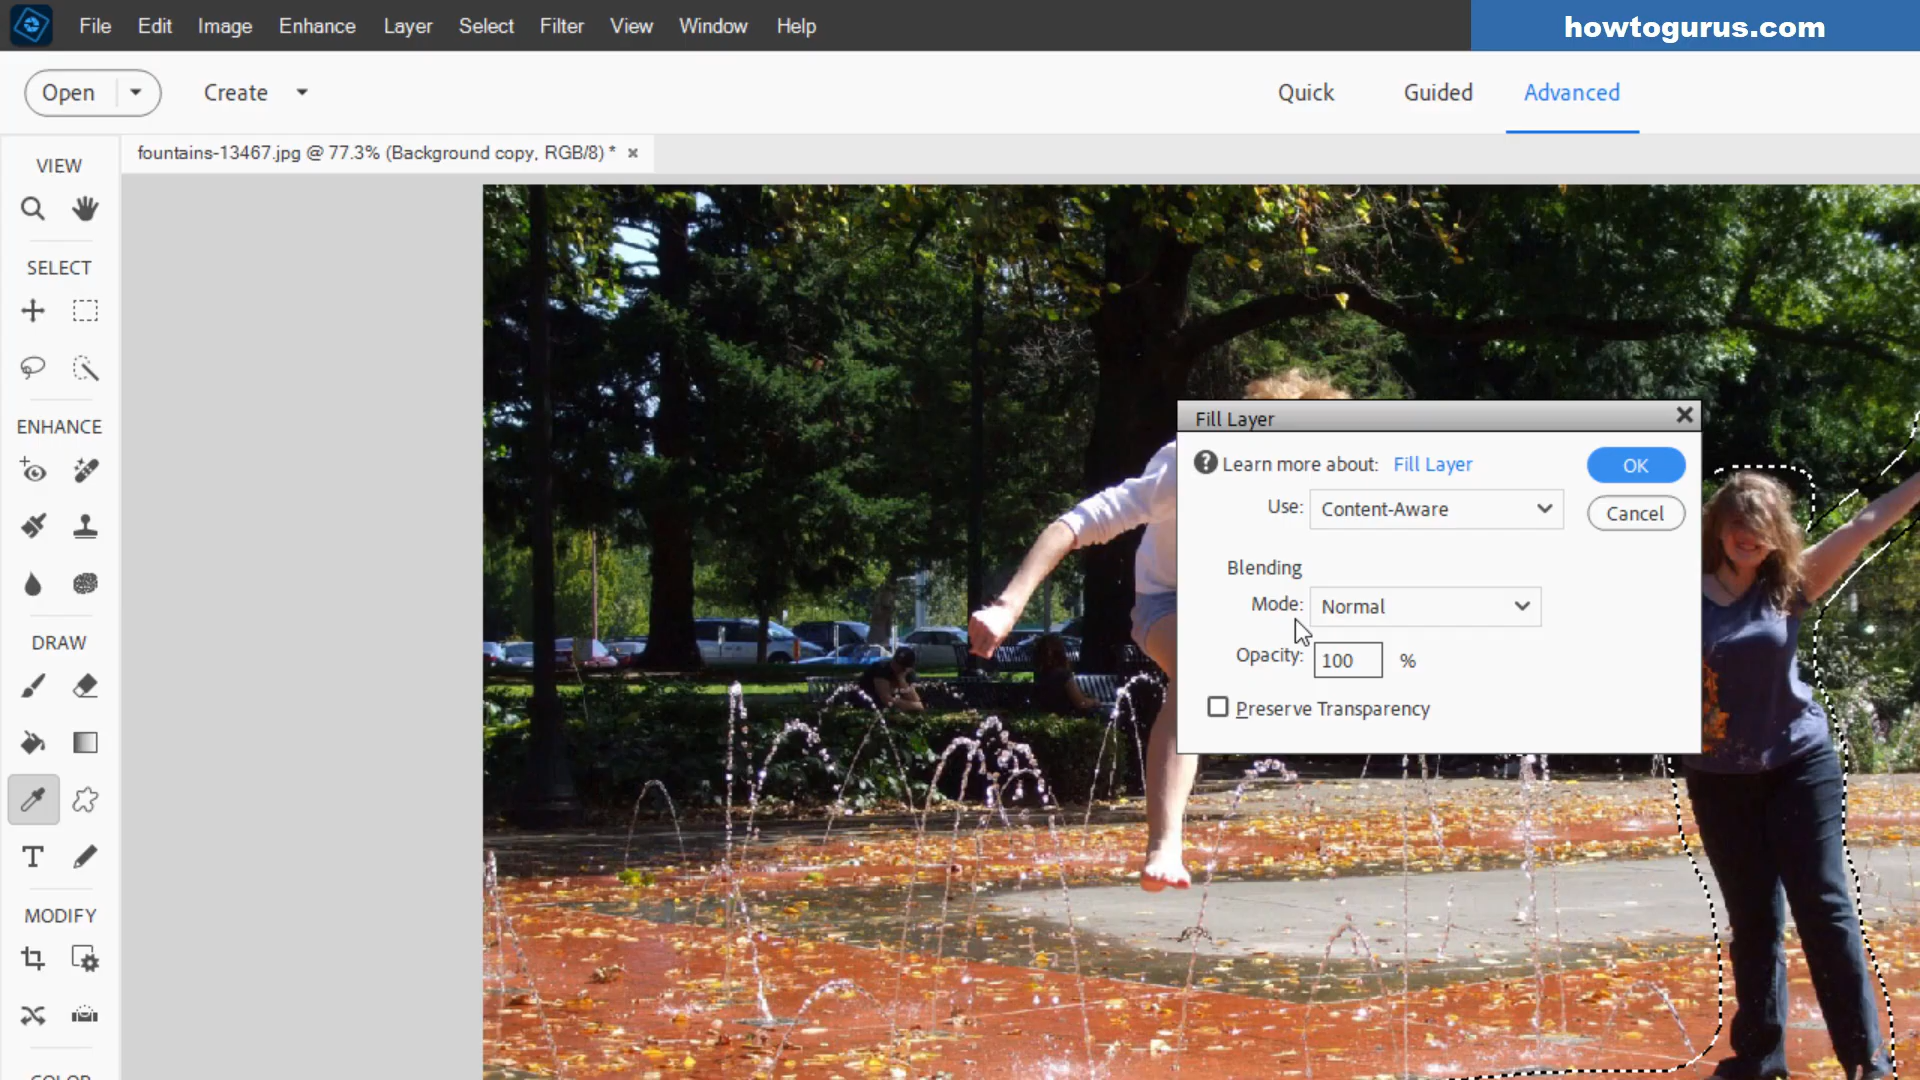 File Edit Image Enhance Layer Select Filter View Window Help
howtogurus.com
Open Create Quick Guided Advanced
fountains-13467.jpg @ 77.3% (Background copy, RGB/8) * ×
VIEW
SELECT
ENHANCE
DRAW
MODIFY
COLOR
Fill Layer
Learn more about: Fill Layer
OK
Use: Content-Aware
Cancel
Blending
Mode: Normal
Opacity: 100 %
Preserve Transparency